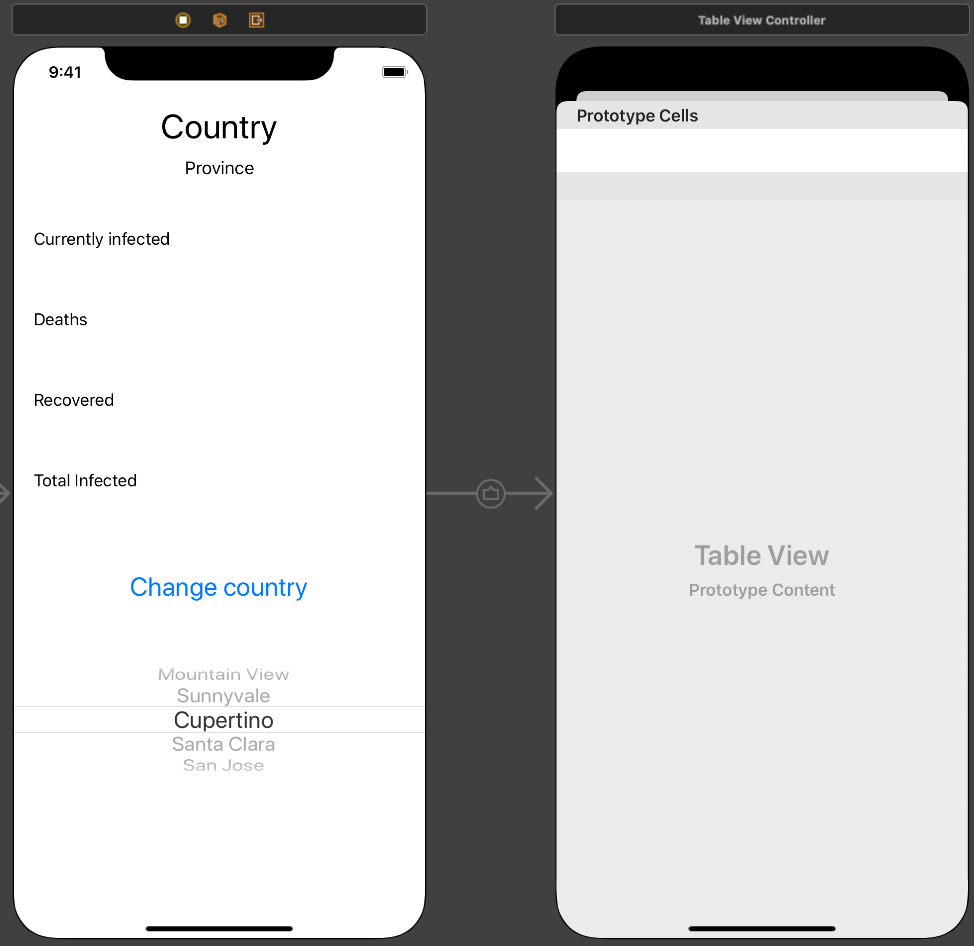 Table View Controller
9:41
Country
Province
Currently infected
Deaths
Recovered
Total Infected
Change country
Mountain View
Sunnyvale
Cupertino
Santa Clara
San Jose
Prototype Cells
Table View
Prototype Content